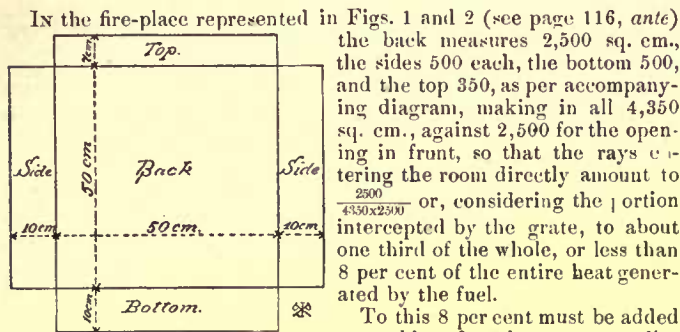 IN the fire-place represented in Figs. 1 and 2 (see page 116, ante)
the back measures 2,500 sq. cm.,
the sides 500 each, the bottom 500,
and the top 350, as per accompany-
ing diagram, making in all 4,350
sq. cm., against 2,500 for the open-
ing in front, so that the rays
tering the room directly amount to
2500
4350x2500 or, considering the ortion
intercepted by the grate, to about
one third of the whole, or less than
8 per cent of the entire heat gener-
ated by the fuel.
To this 8 per cent must be added
7cm
Top.
Side
50 cm
Back
Side
10cm
50cm.
10cm
10cm
Bottom.